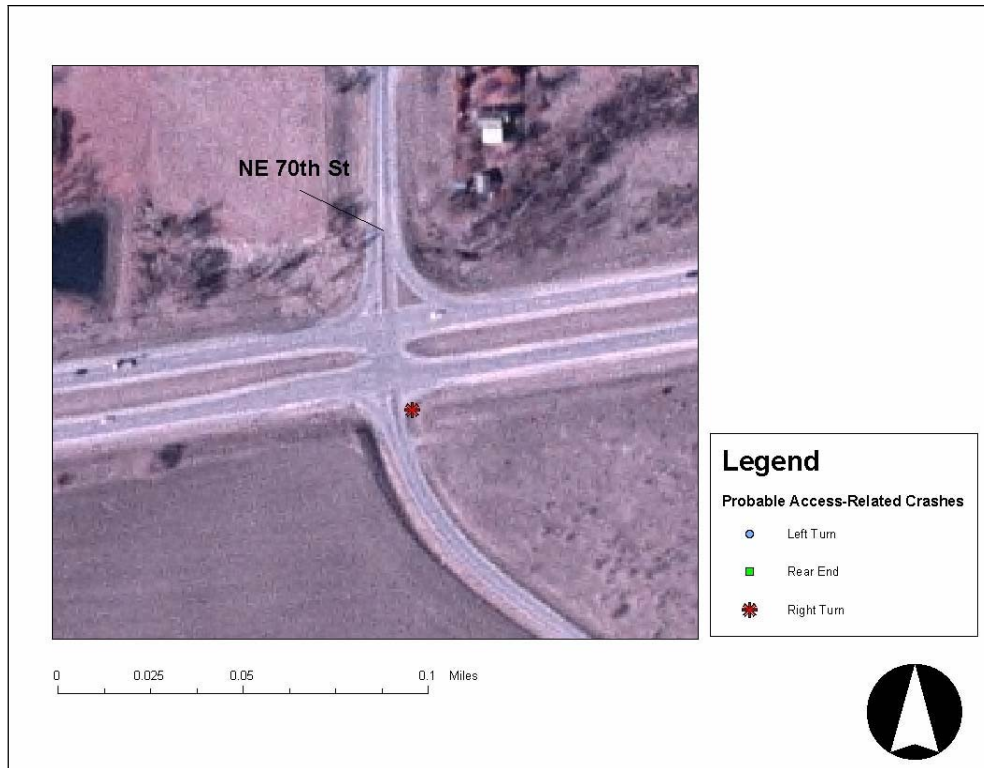 NE 70th St
Legend
Probable Access-Related Crashes
Left Turn
Rear End
Right Turn
0 0.025 0.05 0.1 Miles